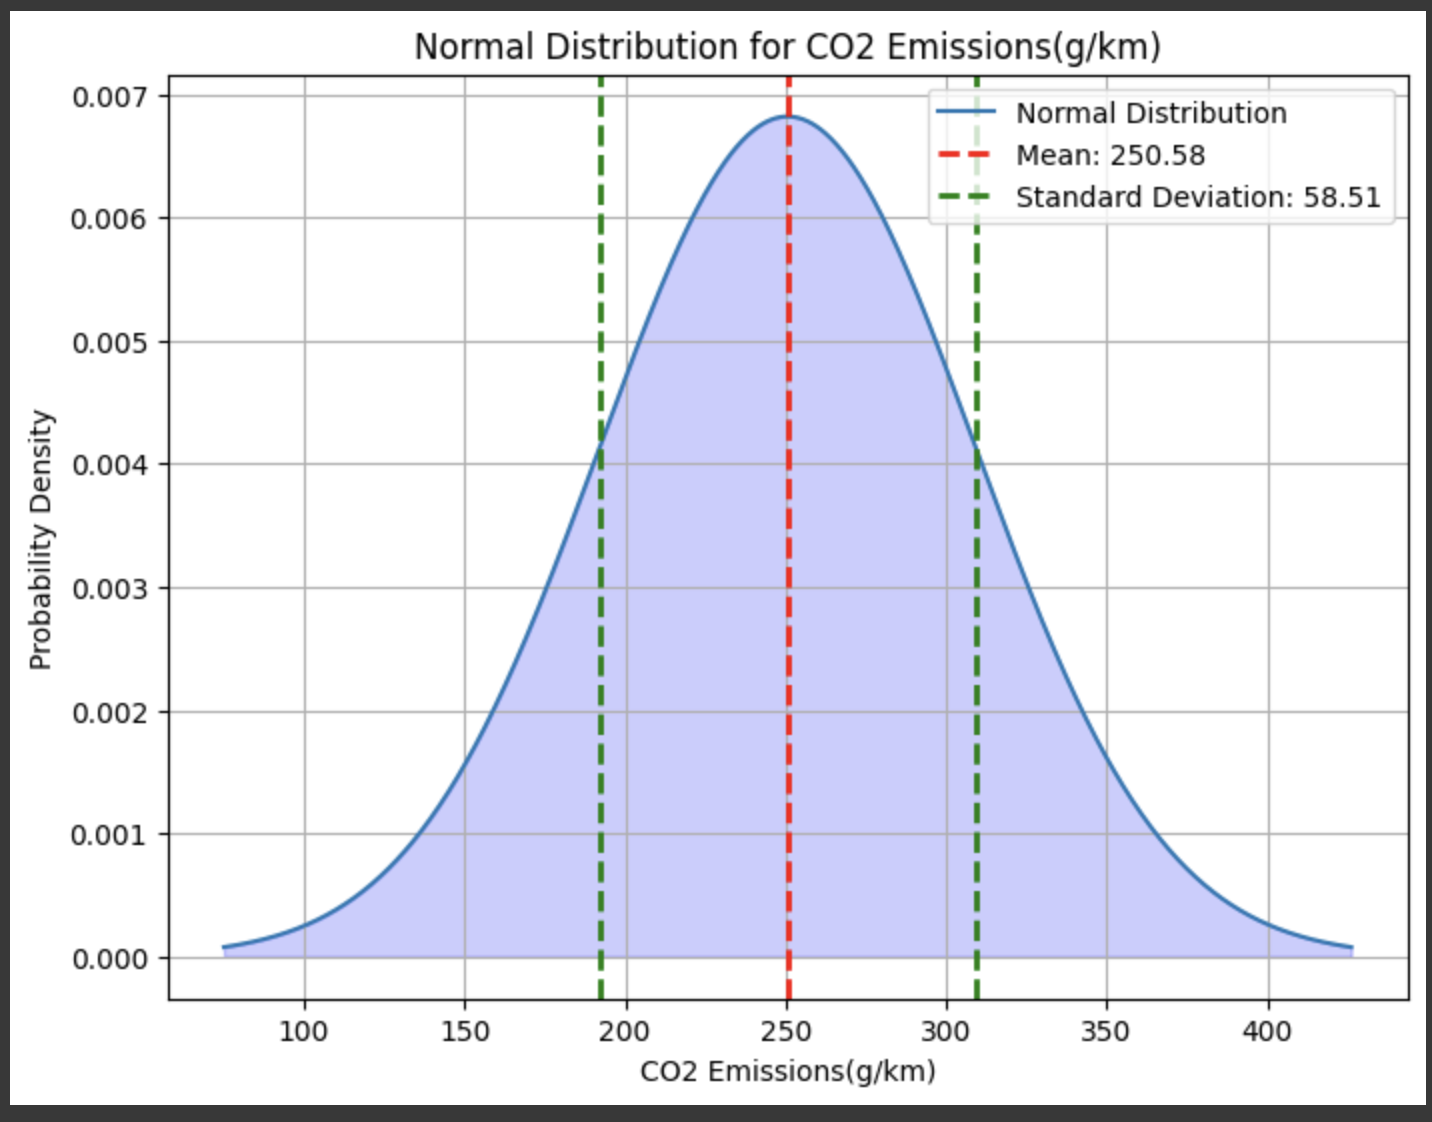 Normal Distribution for CO2 Emissions(g/km)
0.007
0.006
0.005
0.004
0.003
0.002
0.001
0.000
Probability Density
Normal Distribution
Mean: 250.58
Standard Deviation: 58.51
100 150 200 250 300 350 400
CO2 Emissions(g/km)